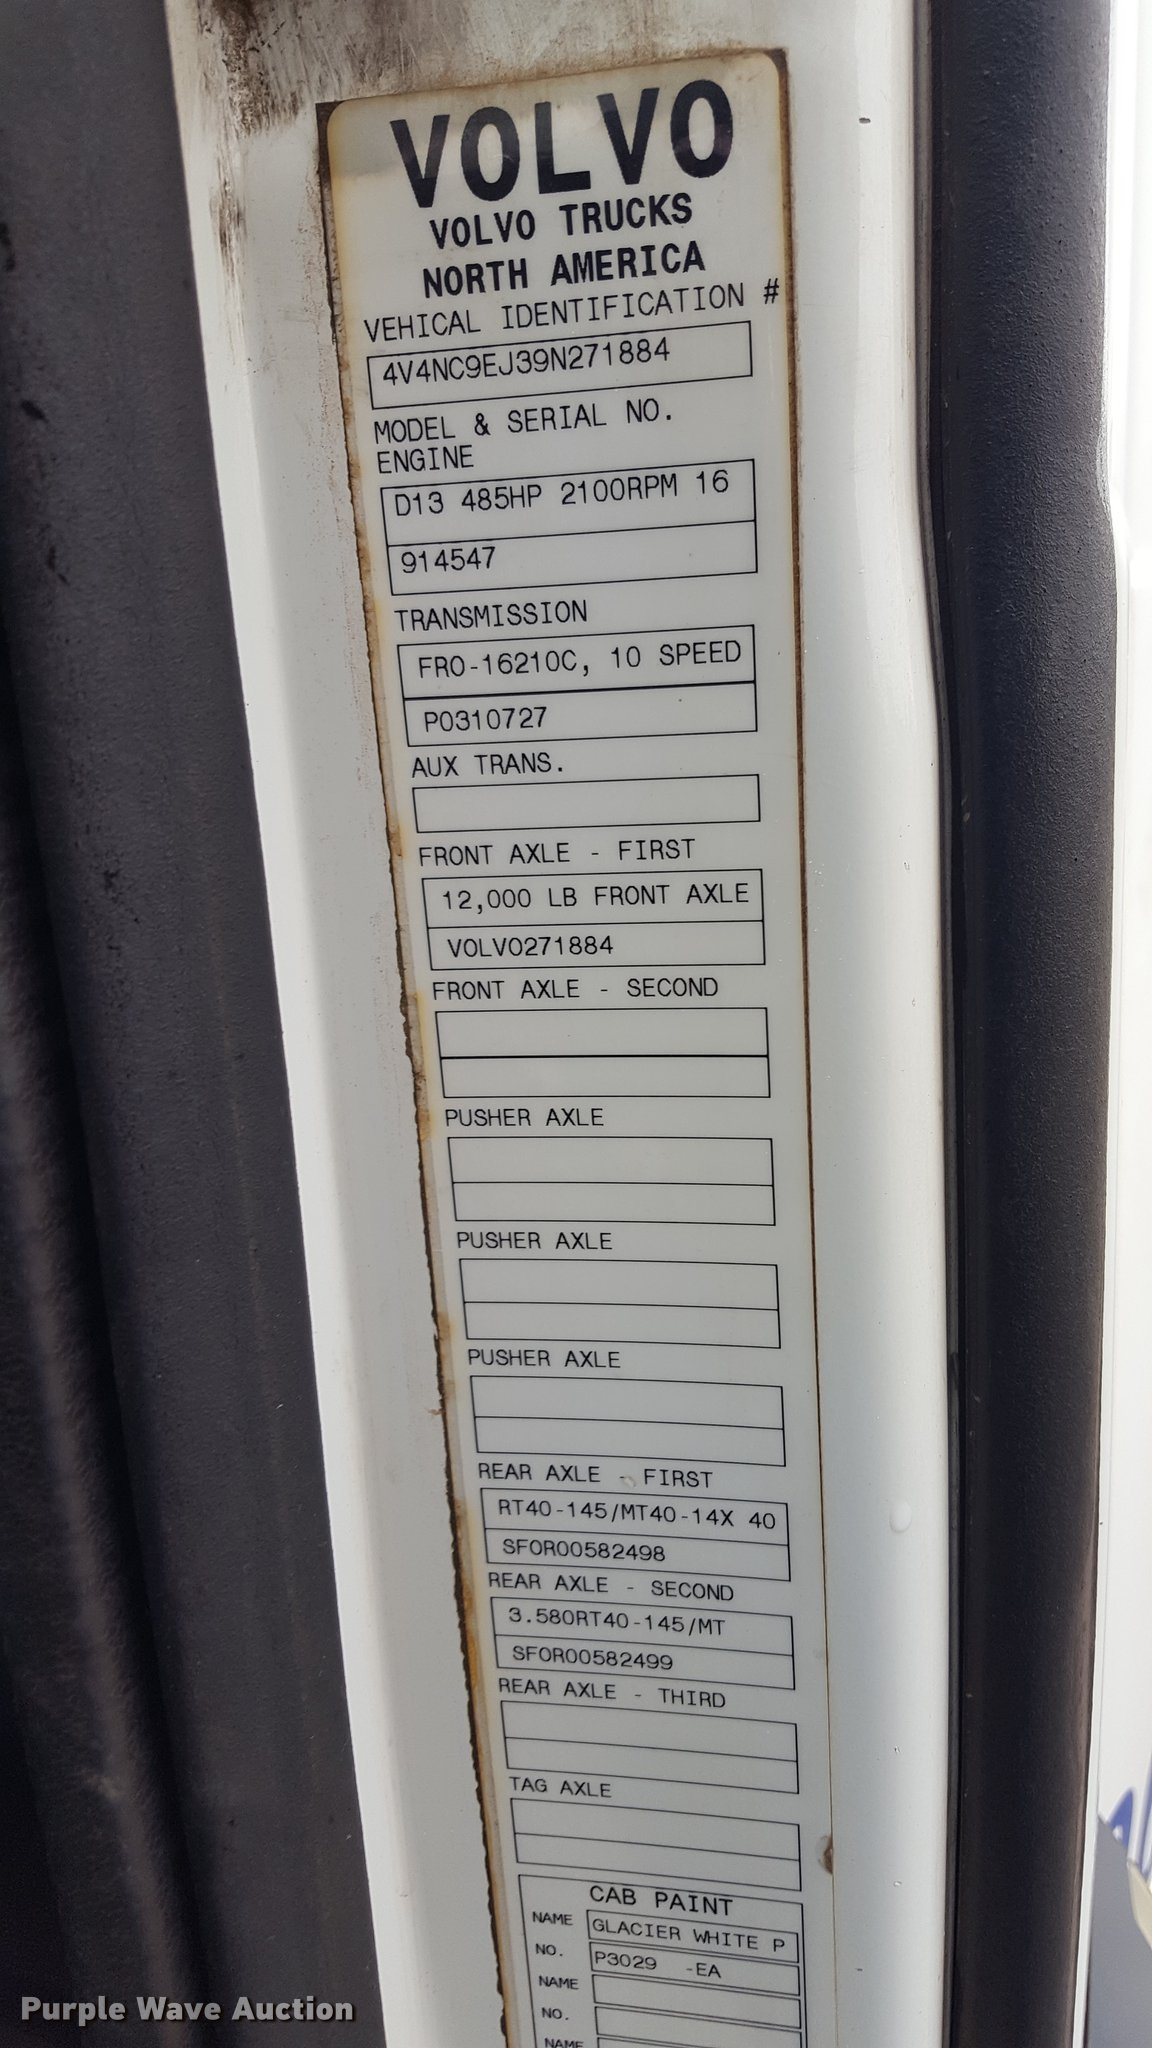 VOLVO
VOLVO TRUCKS
NORTH AMERICA
VEHICAL IDENTIFICATION #
4V4NC9EJ39N271884
MODEL & SERIAL NO.
ENGINE
D13 485HP 2100RPM 16
914547
TRANSMISSION
FRO-16210C, 10 SPEED
P0310727
AUX TRANS.
FRONT AXLE - FIRST
12,000 LB FRONT AXLE
VOLVO271884
FRONT AXLE - SECOND
PUSHER AXLE
PUSHER AXLE
PUSHER AXLE
REAR AXLE - FIRST
RT40-145/MT40-14X 40
SFOR00582498
REAR AXLE - SECOND
3.580RT40-145/MT
SFOR00582499
REAR AXLE - THIRD
TAG AXLE
CAB PAINT
NAME GLACIER WHITE P
NO. P3029 -EA
NAME
NO.
NAME
Purple Wave Auction